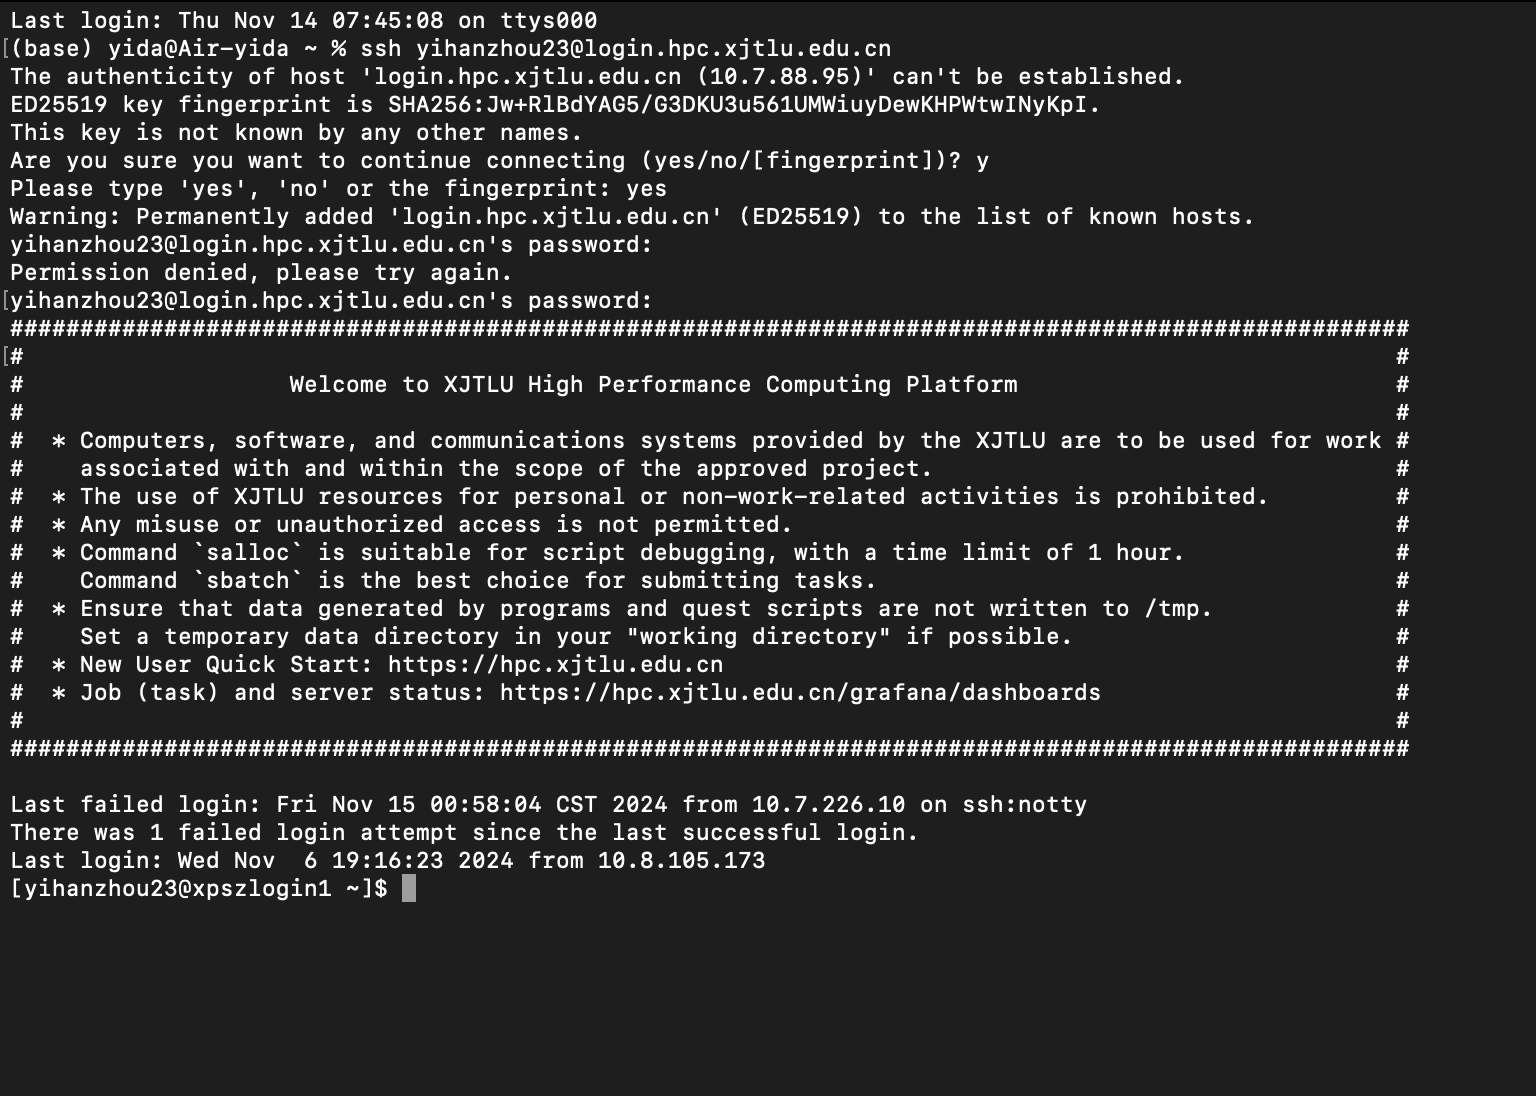 Last login: Thu Nov 14 07:45:08 on ttys000
[(base) yida@Air-yida ~ % ssh yihanzhou23@login.hpc.xjtlu.edu.cn
The authenticity of host 'login.hpc.xjtlu.edu.cn (10.7.88.95)' can't be established.
ED25519 key fingerprint is SHA256:Jw+RlBdYAG5/G3DKU3u561UMWiuyDewKHPWtwINyKpI.
This key is not known by any other names.
Are you sure you want to continue connecting (yes/no/[fingerprint])? y
Please type 'yes', 'no' or the fingerprint: yes
Warning: Permanently added 'login.hpc.xjtlu.edu.cn' (ED25519) to the list of known hosts.
yihanzhou23@login.hpc.xjtlu.edu.cn's password:
Permission denied, please try again.
[yihanzhou23@login.hpc.xjtlu.edu.cn's password:
####################################################################################################
[# #
# Welcome to XJTLU High Performance Computing Platform #
# #
# * Computers, software, and communications systems provided by the XJTLU are to be used for work #
# associated with and within the scope of the approved project. #
# * The use of XJTLU resources for personal or non-work-related activities is prohibited. #
# * Any misuse or unauthorized access is not permitted. #
# * Command `salloc` is suitable for script debugging, with a time limit of 1 hour. #
# Command `sbatch` is the best choice for submitting tasks. #
# * Ensure that data generated by programs and quest scripts are not written to /tmp. #
# Set a temporary data directory in your "working directory" if possible. #
# * New User Quick Start: https://hpc.xjtlu.edu.cn #
# * Job (task) and server status: https://hpc.xjtlu.edu.cn/grafana/dashboards #
# #
####################################################################################################
Last failed login: Fri Nov 15 00:58:04 CST 2024 from 10.7.226.10 on ssh:notty
There was 1 failed login attempt since the last successful login.
Last login: Wed Nov  6 19:16:23 2024 from 10.8.105.173
[yihanzhou23@xpszlogin1 ~]$